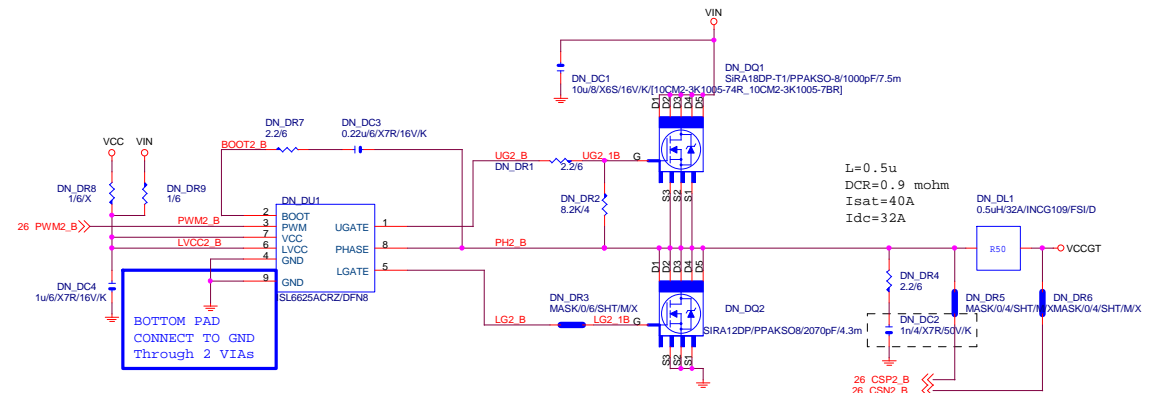 VIN
DN_DQ1
SiRA18DP-T1/PPAKSO-8/1000pF/7.5m
DN_DC1
10u/8/X6S/16V/K/[10CM2-3K1005-74R_10CM2-3K1005-7BR]
D1
D2
D3
D4
D5
DN_DR7
2.2/6
DN_DC3
0.22u/6/X7R/16V/K
VCC
VIN
BOOT2_B
UG2_B
UG2_1B
G
DN_DR1
2.2/6
L=0.5u
DCR=0.9 mohm
Isat=40A
Idc=32A
DN_DR8
1/6/X
DN_DR9
1/6
DN_DU1
DN_DR2
8.2K/4
S3
S2
S1
DN_DL1
0.5uH/32A/INCG109/FSI/D
26 PWM2_B
PWM2_B
LVCC2_B
2
3
7
6
4
9
BOOT
PWM
VCC
LVCC
GND
GND
UGATE
PHASE
LGATE
1
8
5
ISL6625ACRZ/DFN8
PH2_B
R50
VCCGT
D1
D2
D3
D4
D5
DN_DC4
1u/6/X7R/16V/K
DN_DR4
2.2/6
DN_DR3
MASK/0/6/SHT/M/X
DN_DQ2
SIRA12DP/PPAKSO8/2070pF/4.3m
DN_DR5
MASK/0/4/SHT/M/X
DN_DR6
MASK/0/4/SHT/M/X
LG2_B
LG2_1B
G
DN_DC2
1n/4/X7R/50V/K
BOTTOM PAD
CONNECT TO GND
Through 2 VIAs
S3
S2
S1
26 CSP2_B
26 CSN2_B